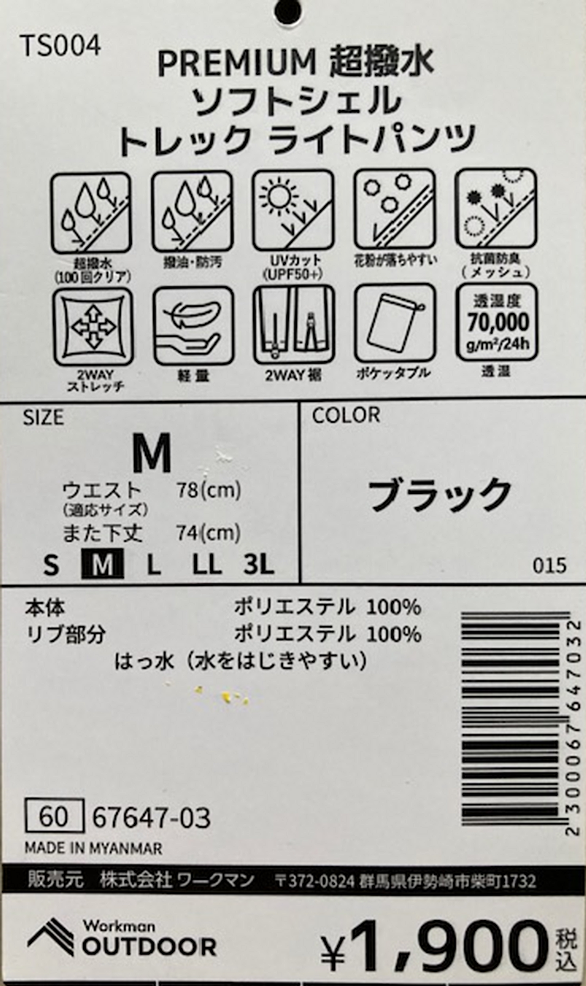 TS004
PREMIUM 超撥水
ソフトシェル
トレック ライトパンツ
超撥水
(100回クリア)
撥油・防汚
UVカット
(UPF50+)
花粉が落ちやすい
抗菌防臭
(メッシュ)
2WAY
ストレッチ
軽量
2WAY裾
ポケッタブル
透湿度
70,000
g/m²/24h
透湿
SIZE
M
ウエスト 78(cm)
(適応サイズ)
また下丈 74(cm)
S M L LL 3L
COLOR
ブラック
015
本体 ポリエステル 100%
リブ部分 ポリエステル 100%
はっ水（水をはじきやすい）
2300067647032
60 67647-03
MADE IN MYANMAR
販売元 株式会社ワークマン 〒372-0824 群馬県伊勢崎市柴町1732
Workman
OUTDOOR
¥1,900税込